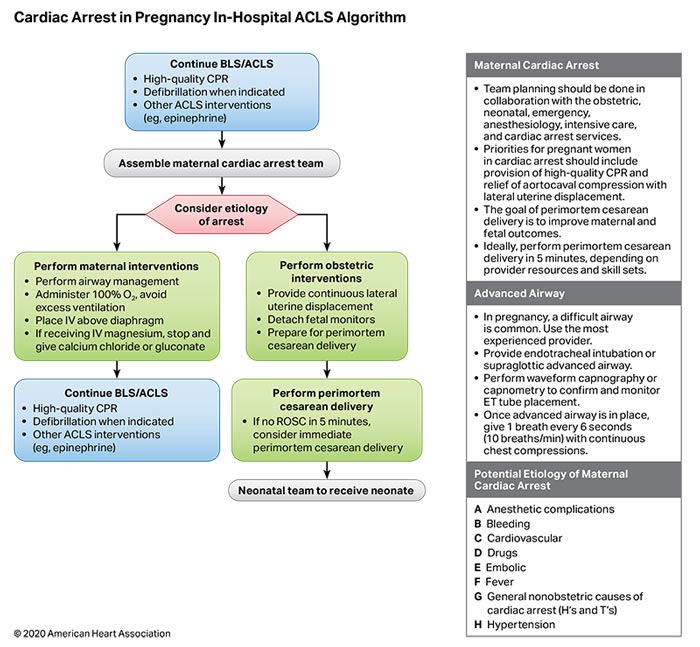 Cardiac Arrest in Pregnancy In-Hospital ACLS Algorithm
Continue BLS/ACLS
• High-quality CPR
• Defibrillation when indicated
• Other ACLS interventions
(eg, epinephrine)
Assemble maternal cardiac arrest team
Consider etiology
of arrest
Perform maternal interventions
• Perform airway management
• Administer 100% O₂, avoid
excess ventilation
• Place IV above diaphragm
• If receiving IV magnesium, stop and
give calcium chloride or gluconate
Continue BLS/ACLS
• High-quality CPR
• Defibrillation when indicated
• Other ACLS interventions
(eg, epinephrine)
Perform obstetric
interventions
• Provide continuous lateral
uterine displacement
• Detach fetal monitors
• Prepare for perimortem
cesarean delivery
Perform perimortem
cesarean delivery
• If no ROSC in 5 minutes,
consider immediate
perimortem cesarean delivery
Neonatal team to receive neonate
Maternal Cardiac Arrest
• Team planning should be done in
collaboration with the obstetric,
neonatal, emergency,
anesthesiology, intensive care,
and cardiac arrest services.
• Priorities for pregnant women
in cardiac arrest should include
provision of high-quality CPR and
relief of aortocaval compression with
lateral uterine displacement.
• The goal of perimortem cesarean
delivery is to improve maternal and
fetal outcomes.
• Ideally, perform perimortem cesarean
delivery in 5 minutes, depending on
provider resources and skill sets.
Advanced Airway
• In pregnancy, a difficult airway
is common. Use the most
experienced provider.
• Provide endotracheal intubation or
supraglottic advanced airway.
• Perform waveform capnography or
capnometry to confirm and monitor
ET tube placement.
• Once advanced airway is in place,
give 1 breath every 6 seconds
(10 breaths/min) with continuous
chest compressions.
Potential Etiology of Maternal
Cardiac Arrest
A Anesthetic complications
B Bleeding
C Cardiovascular
D Drugs
E Embolic
F Fever
G General nonobstetric causes of
cardiac arrest (H's and T's)
H Hypertension
© 2020 American Heart Association